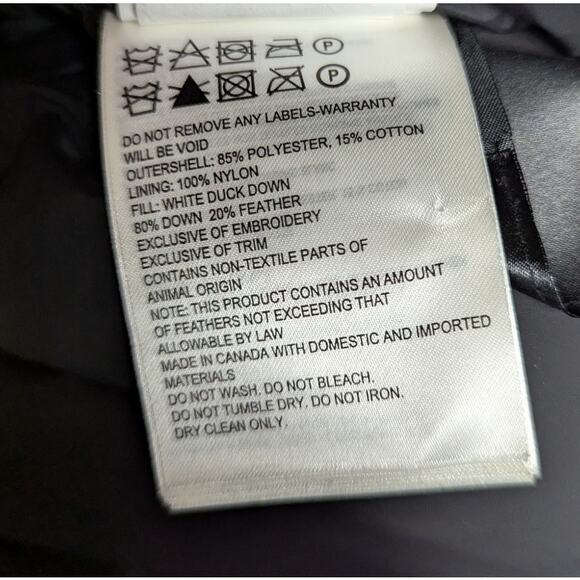 P
P
DO NOT REMOVE ANY LABELS-WARRANTY
WILL BE VOID
OUTERSHELL: 85% POLYESTER, 15% COTTON
LINING: 100% NYLON
FILL: WHITE DUCK DOWN
80% DOWN 20% FEATHER
EXCLUSIVE OF EMBROIDERY
EXCLUSIVE OF TRIM
CONTAINS NON-TEXTILE PARTS OF
ANIMAL ORIGIN
NOTE: THIS PRODUCT CONTAINS AN AMOUNT
OF FEATHERS NOT EXCEEDING THAT
ALLOWABLE BY LAW
MADE IN CANADA WITH DOMESTIC AND IMPORTED
MATERIALS
DO NOT WASH. DO NOT BLEACH.
DO NOT TUMBLE DRY. DO NOT IRON.
DRY CLEAN ONLY.